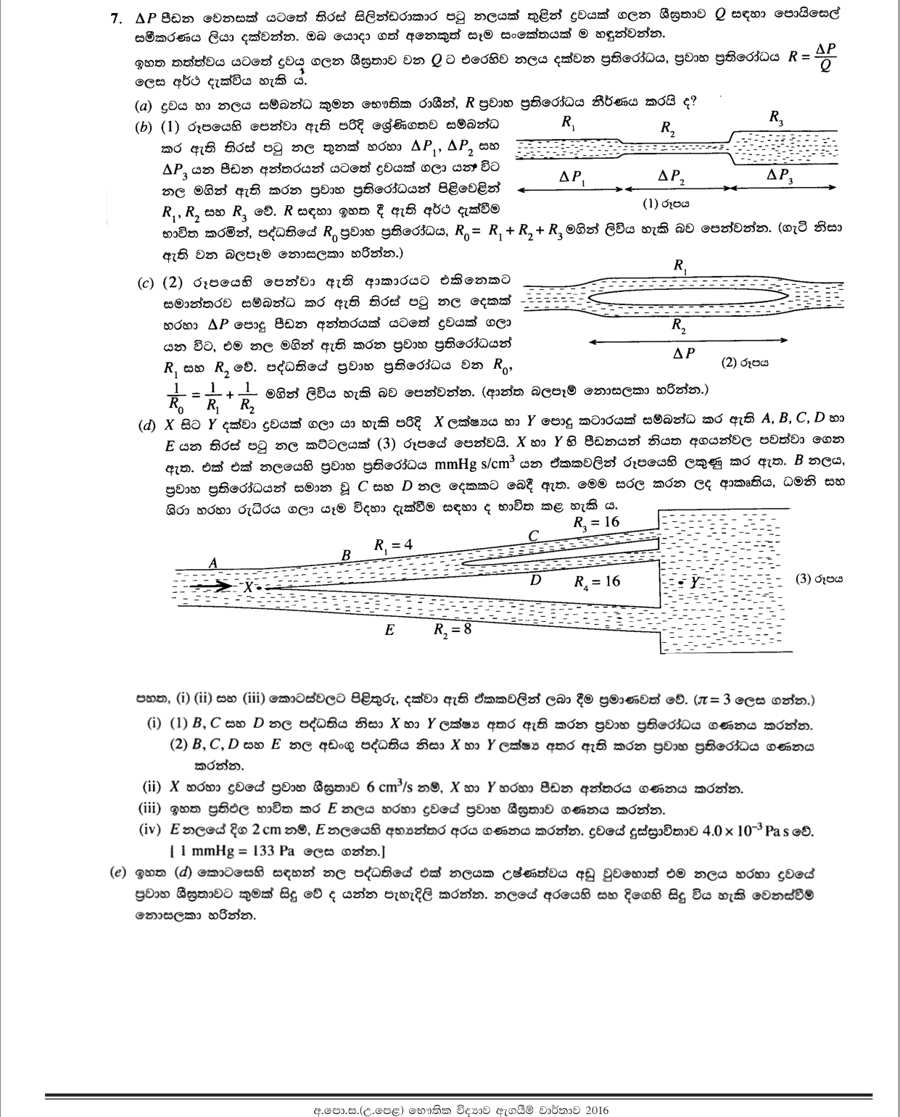 7. ΔP පීඩන වෙනසක් යටතේ තිරස් සිලින්ඩරාකාර පටු නලයක් තුළින් ද්‍රවයක් ගලන ශීඝ්‍රතාව Q සඳහා පොයිසෙල්
සමීකරණය ලියා දක්වන්න. ඔබ යොදා ගත් අනෙකුත් සෑම සංකේතයක් ම හඳුන්වන්න.
ඉහත තත්ත්වය යටතේ ද්‍රවය ගලන ශීඝ්‍රතාව වන Q ට එරෙහිව නලය දක්වන ප්‍රතිරෝධය, ප්‍රවාහ ප්‍රතිරෝධය R = ΔP/Q
ලෙස අර්ථ දැක්විය හැකි ය.
(a) ද්‍රවය හා නලය සම්බන්ධ කුමන භෞතික රාශීන්, R ප්‍රවාහ ප්‍රතිරෝධය නිර්ණය කරයි ද?
(b) (1) රූපයෙහි පෙන්වා ඇති පරිදි ශ්‍රේණිගතව සම්බන්ධ
කර ඇති තිරස් පටු නල තුනක් හරහා ΔP₁, ΔP₂ සහ
ΔP₃ යන පීඩන අන්තරයන් යටතේ ද්‍රවයක් ගලා යන විට
නල මගින් ඇති කරන ප්‍රවාහ ප්‍රතිරෝධයන් පිළිවෙළින්
R₁, R₂ සහ R₃ වේ. R සඳහා ඉහත දී ඇති අර්ථ දැක්වීම
R₁ R₂ R₃
ΔP₁ ΔP₂ ΔP₃
(1) රූපය
භාවිත කරමින්, පද්ධතියේ R₀ ප්‍රවාහ ප්‍රතිරෝධය, R₀ = R₁ + R₂ + R₃ මගින් ලිවිය හැකි බව පෙන්වන්න. (ගැටි නිසා
ඇති වන බලපෑම නොසලකා හරින්න.)
(c) (2) රූපයෙහි පෙන්වා ඇති ආකාරයට එකිනෙකට
සමාන්තරව සම්බන්ධ කර ඇති තිරස් පටු නල දෙකක්
හරහා ΔP පොදු පීඩන අන්තරයක් යටතේ ද්‍රවයක් ගලා
යන විට, එම නල මගින් ඇති කරන ප්‍රවාහ ප්‍රතිරෝධයන්
R₁ සහ R₂ වේ. පද්ධතියේ ප්‍රවාහ ප්‍රතිරෝධය වන R₀,
R₁
R₂
ΔP
(2) රූපය
1/R₀ = 1/R₁ + 1/R₂ මගින් ලිවිය හැකි බව පෙන්වන්න. (ආන්ත බලපෑම් නොසලකා හරින්න.)
(d) X සිට Y දක්වා ද්‍රවයක් ගලා යා හැකි පරිදි X ලක්ෂ්‍යය හා Y පොදු කටාරයක් සම්බන්ධ කර ඇති A, B, C, D හා
E යන තිරස් පටු නල කට්ටලයක් (3) රූපයේ පෙන්වයි. X හා Y හි පීඩනයන් නියත අගයන්වල පවත්වා ගෙන
ඇත. එක් එක් නලයෙහි ප්‍රවාහ ප්‍රතිරෝධය mmHg s/cm³ යන ඒකකවලින් රූපයෙහි ලකුණු කර ඇත. B නලය,
ප්‍රවාහ ප්‍රතිරෝධයන් සමාන වූ C සහ D නල දෙකකට බෙදී ඇත. මෙම සරල කරන ලද ආකෘතිය, ධමනි සහ
ශිරා හරහා රුධිරය ගලා යෑම විදහා දැක්වීම සඳහා ද භාවිත කළ හැකි ය.
R₃ = 16
C
R₁ = 4
B
A
D R₄ = 16
X Y
(3) රූපය
E R₂ = 8
පහත, (i) (ii) සහ (iii) කොටස්වලට පිළිතුරු, දක්වා ඇති ඒකකවලින් ලබා දීම ප්‍රමාණවත් වේ. (π = 3 ලෙස ගන්න.)
(i) (1) B, C සහ D නල පද්ධතිය නිසා X හා Y ලක්ෂ්‍ය අතර ඇති කරන ප්‍රවාහ ප්‍රතිරෝධය ගණනය කරන්න.
(2) B, C, D සහ E නල අඩංගු පද්ධතිය නිසා X හා Y ලක්ෂ්‍ය අතර ඇති කරන ප්‍රවාහ ප්‍රතිරෝධය ගණනය
කරන්න.
(ii) X හරහා ද්‍රවයේ ප්‍රවාහ ශීඝ්‍රතාව 6 cm³/s නම්, X හා Y හරහා පීඩන අන්තරය ගණනය කරන්න.
(iii) ඉහත ප්‍රතිඵල භාවිත කර E නලය හරහා ද්‍රවයේ ප්‍රවාහ ශීඝ්‍රතාව ගණනය කරන්න.
(iv) E නලයේ දිග 2 cm නම්, E නලයෙහි අභ්‍යන්තර අරය ගණනය කරන්න. ද්‍රවයේ දුස්ස්‍රාවිතාව 4.0 × 10⁻³ Pa s වේ.
[ 1 mmHg = 133 Pa ලෙස ගන්න.]
(e) ඉහත (d) කොටසෙහි සඳහන් නල පද්ධතියේ එක් නලයක උෂ්ණත්වය අඩු වුවහොත් එම නලය හරහා ද්‍රවයේ
ප්‍රවාහ ශීඝ්‍රතාවට කුමක් සිදු වේ ද යන්න පැහැදිලි කරන්න. නලයේ අරයෙහි සහ දිගෙහි සිදු විය හැකි වෙනස්වීම්
නොසලකා හරින්න.
අ.පො.ස.(උ.පෙළ) භෞතික විද්‍යාව ඇගයීම් වාර්තාව 2016